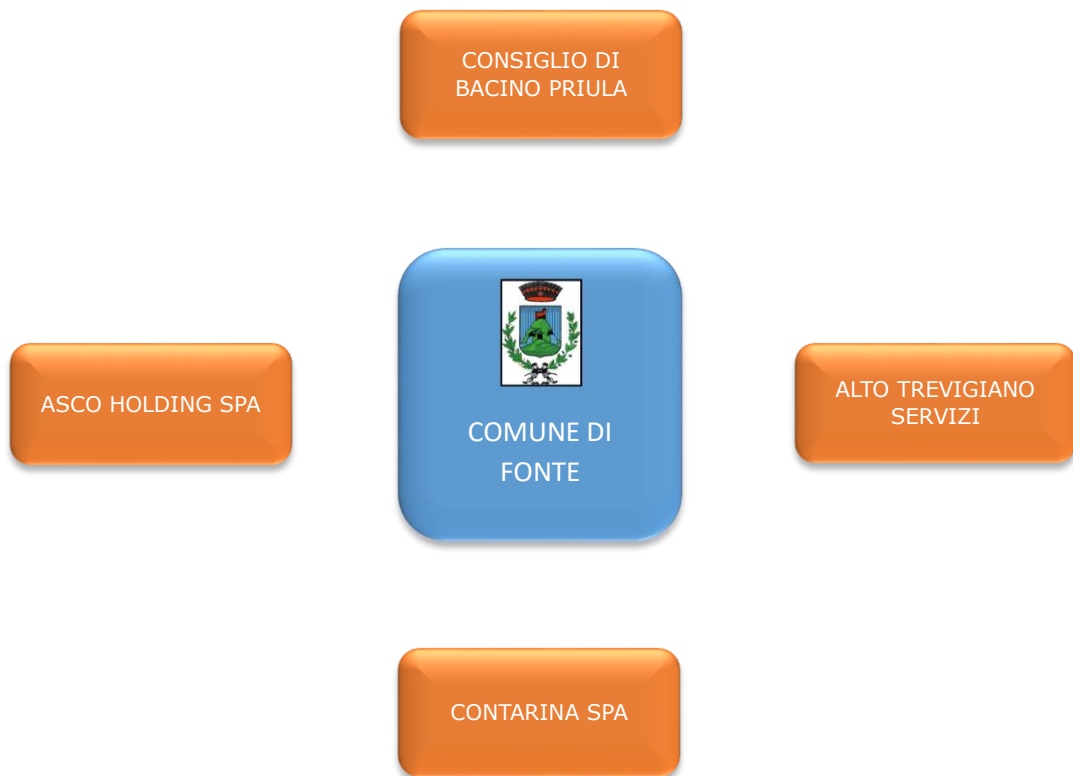 CONSIGLIO DI
BACINO PRIULA
COMUNE DI
FONTE
ASCO HOLDING SPA
ALTO TREVIGIANO
SERVIZI
CONTARINA SPA